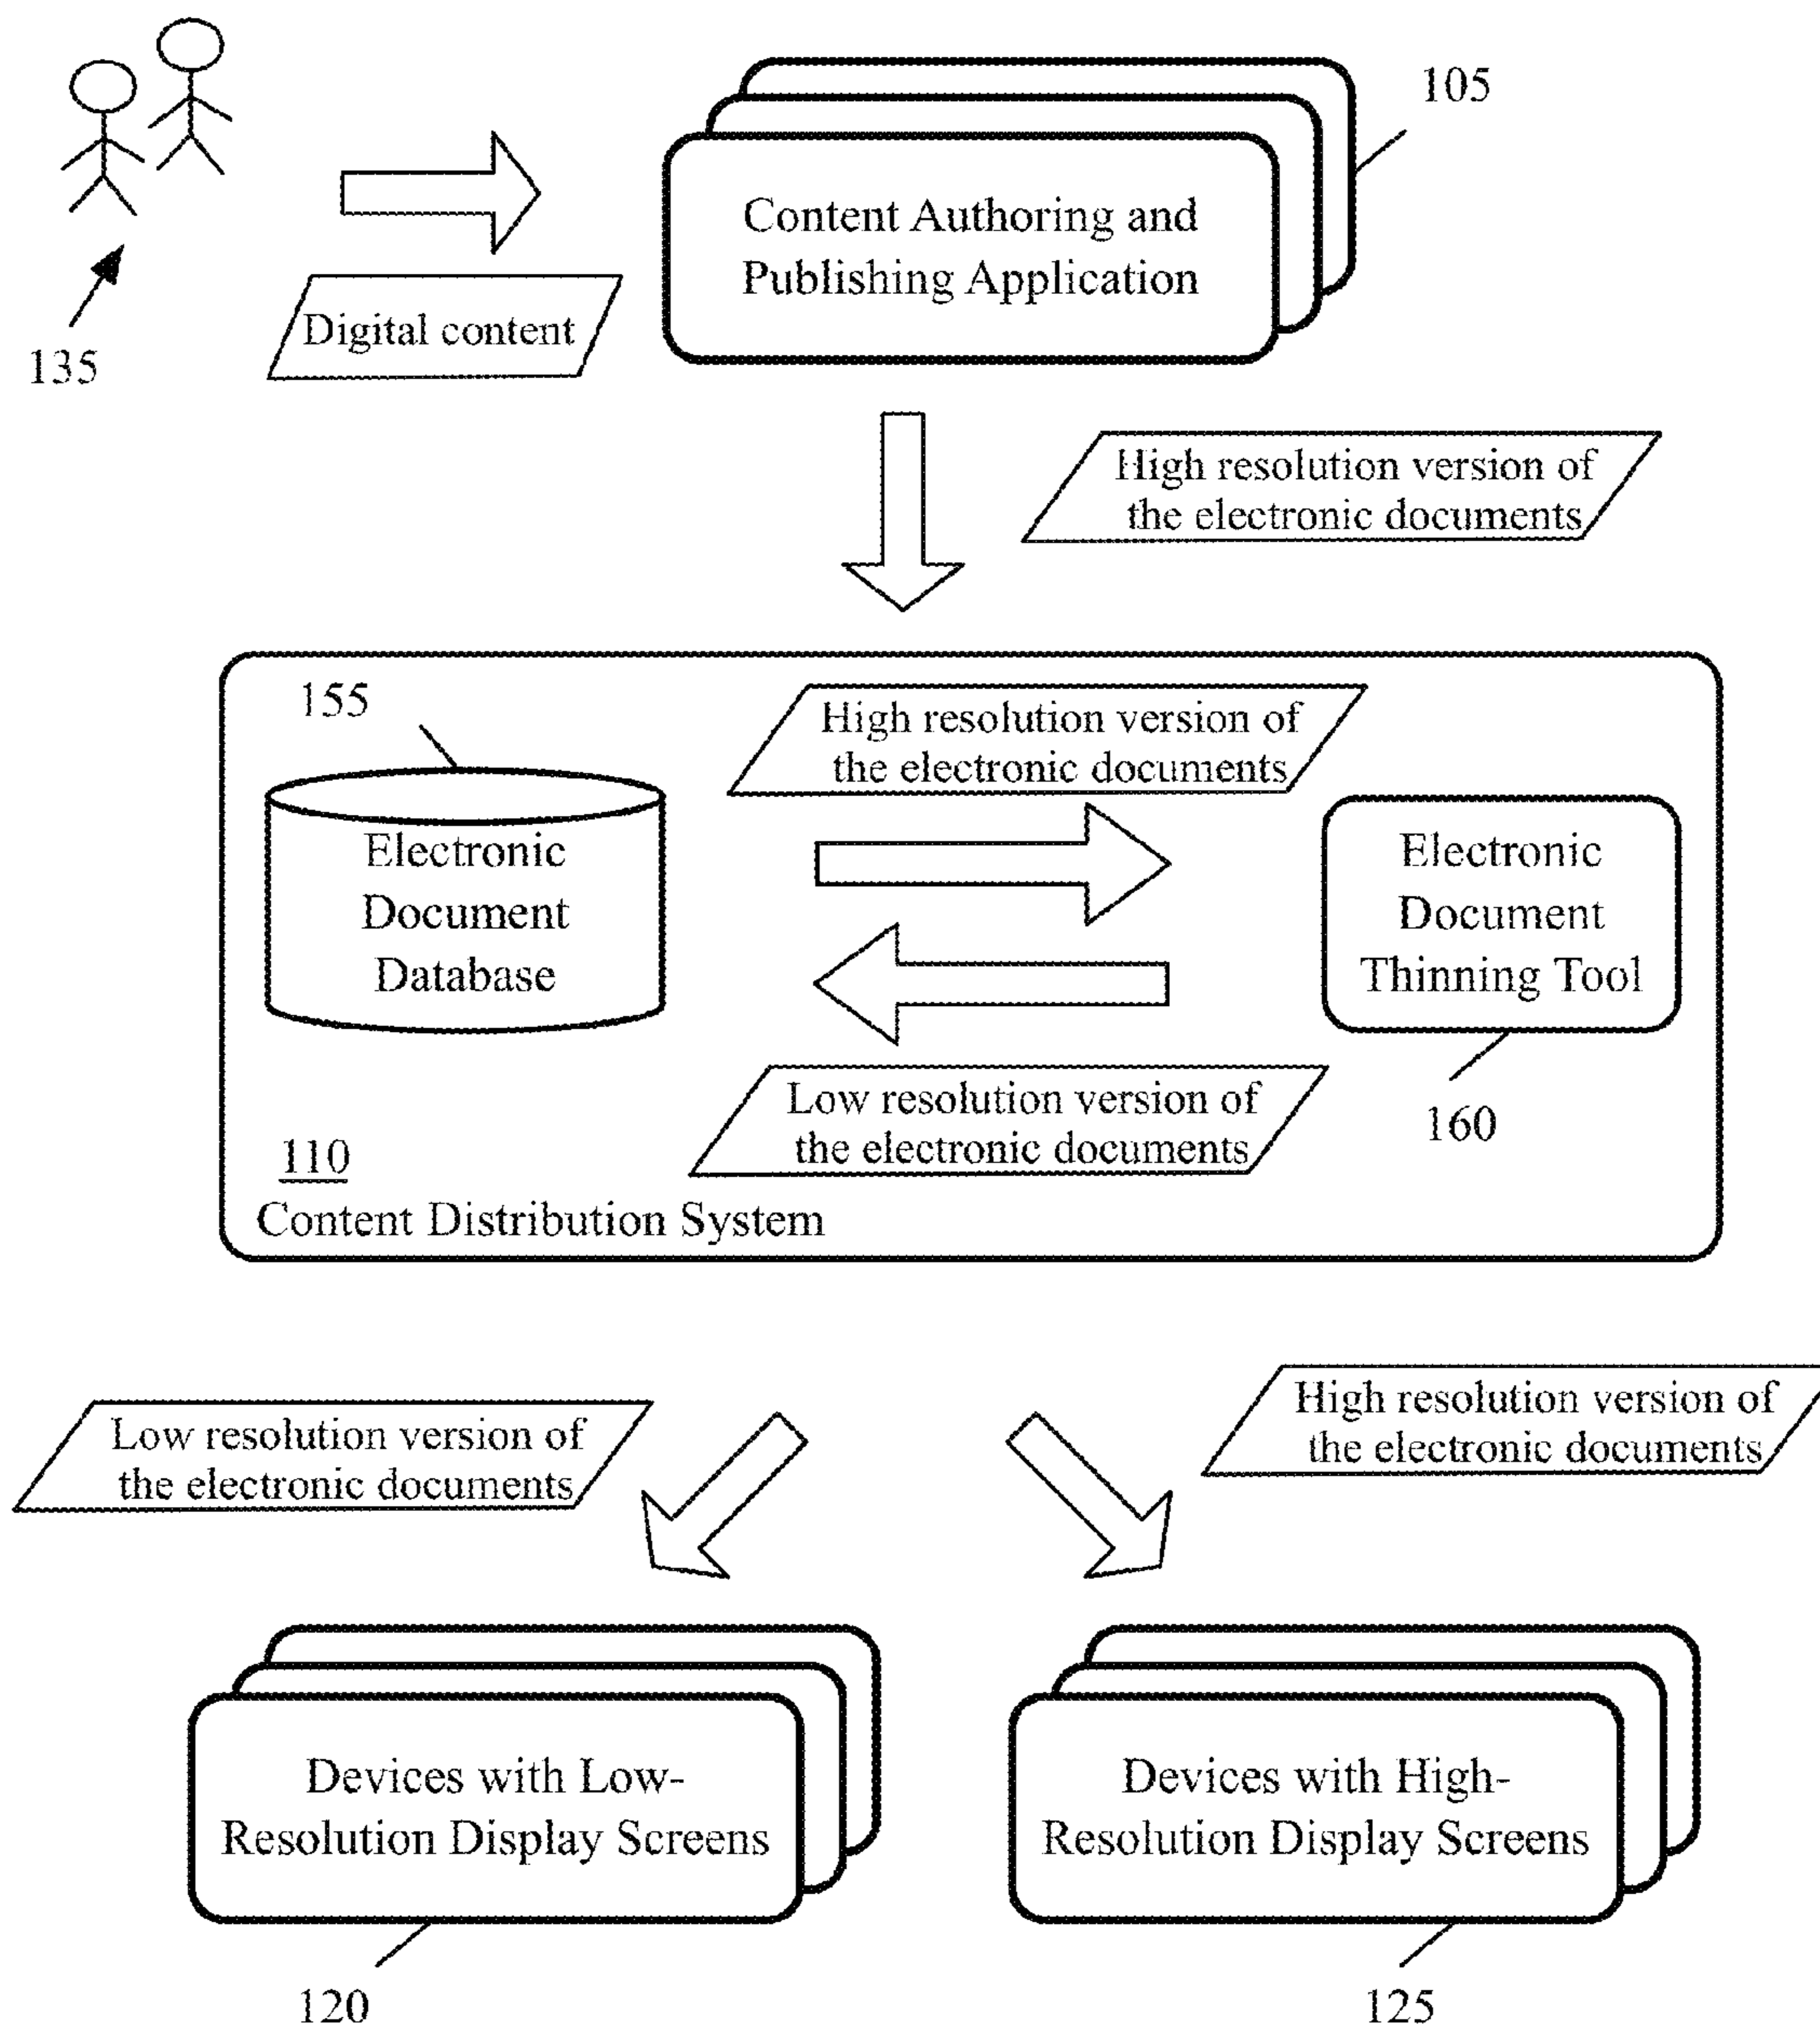 105
Content Authoring and
Publishing Application
Digital content
135
High resolution version of
the electronic documents
155
High resolution version of
the electronic documents
Electronic
Document
Database
Electronic
Document
Thinning Tool
Low resolution version of
the electronic documents
160
110
Content Distribution System
Low resolution version of
the electronic documents
High resolution version of
the electronic documents
Devices with Low-
Resolution Display Screens
Devices with High-
Resolution Display Screens
120
125